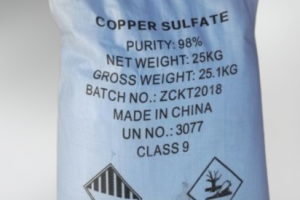 COPPER SULFATE
PURITY: 98%
NET WEIGHT: 25KG
GROSS WEIGHT: 25.1KG
BATCH NO.: ZCKT2018
MADE IN CHINA
UN NO.: 3077
CLASS 9